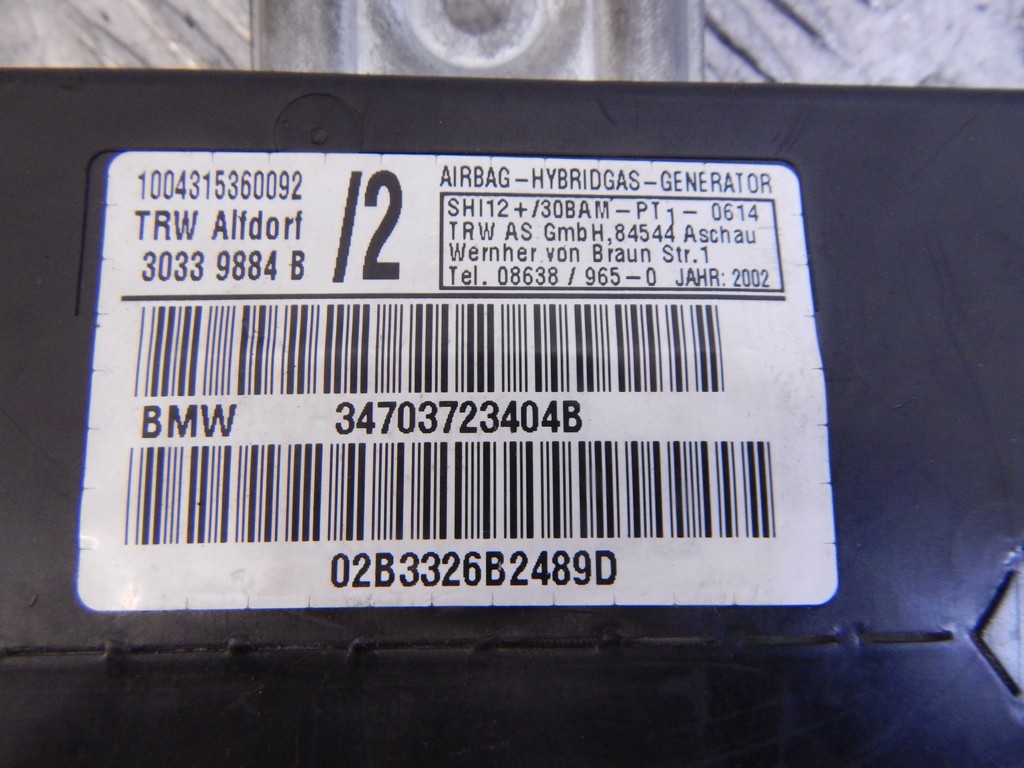 1004315360092
TRW Alfdorf
3033 9884 B
/2
AIRBAG-HYBRIDGAS-GENERATOR
SHI12+/30BAM-PT1-0614
TRW AS GmbH,84544 Aschau
Wernher von Braun Str.1
Tel. 08638/965-0 JAHR: 2002
BMW 34703723404B
02B3326B2489D